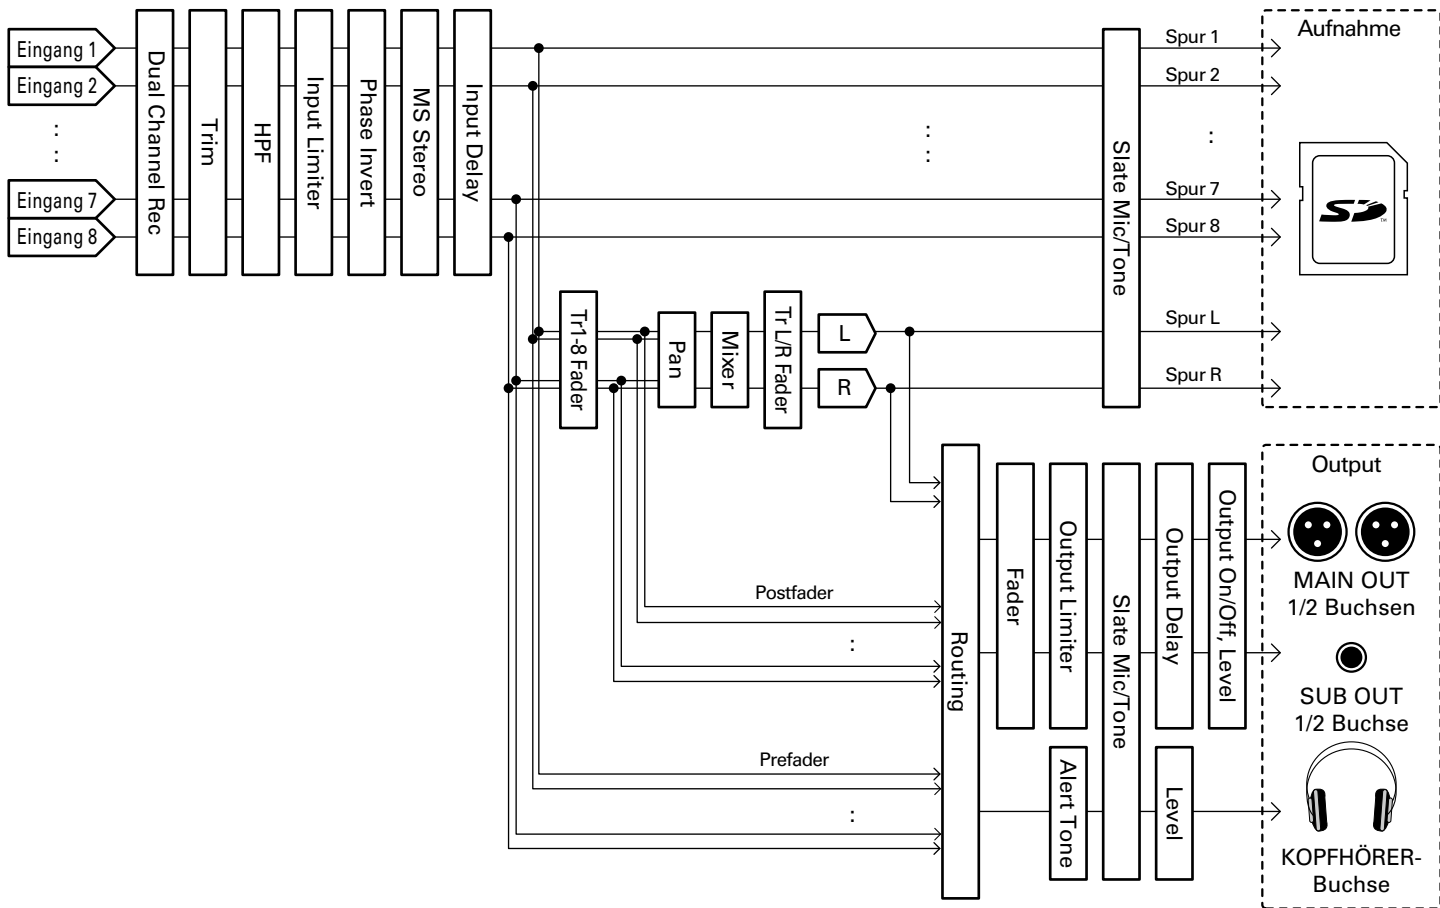 Eingang 1
Eingang 2
:
:
Eingang 7
Eingang 8
Dual Channel Rec
Trim
HPF
Input Limiter
Phase Invert
MS Stereo
Input Delay
:
:
Slate Mic/Tone
Spur 1
Spur 2
:
Spur 7
Spur 8
Spur L
Spur R
Aufnahme
SD
TM
Tr1-8 Fader
Pan
Mixer
Tr L/R Fader
L
R
Postfader
:
Prefader
:
Routing
Fader
Output Limiter
Alert Tone
Slate Mic/Tone
Output Delay
Level
Output On/Off, Level
Output
MAIN OUT
1/2 Buchsen
SUB OUT
1/2 Buchse
KOPFHÖRER-
Buchse